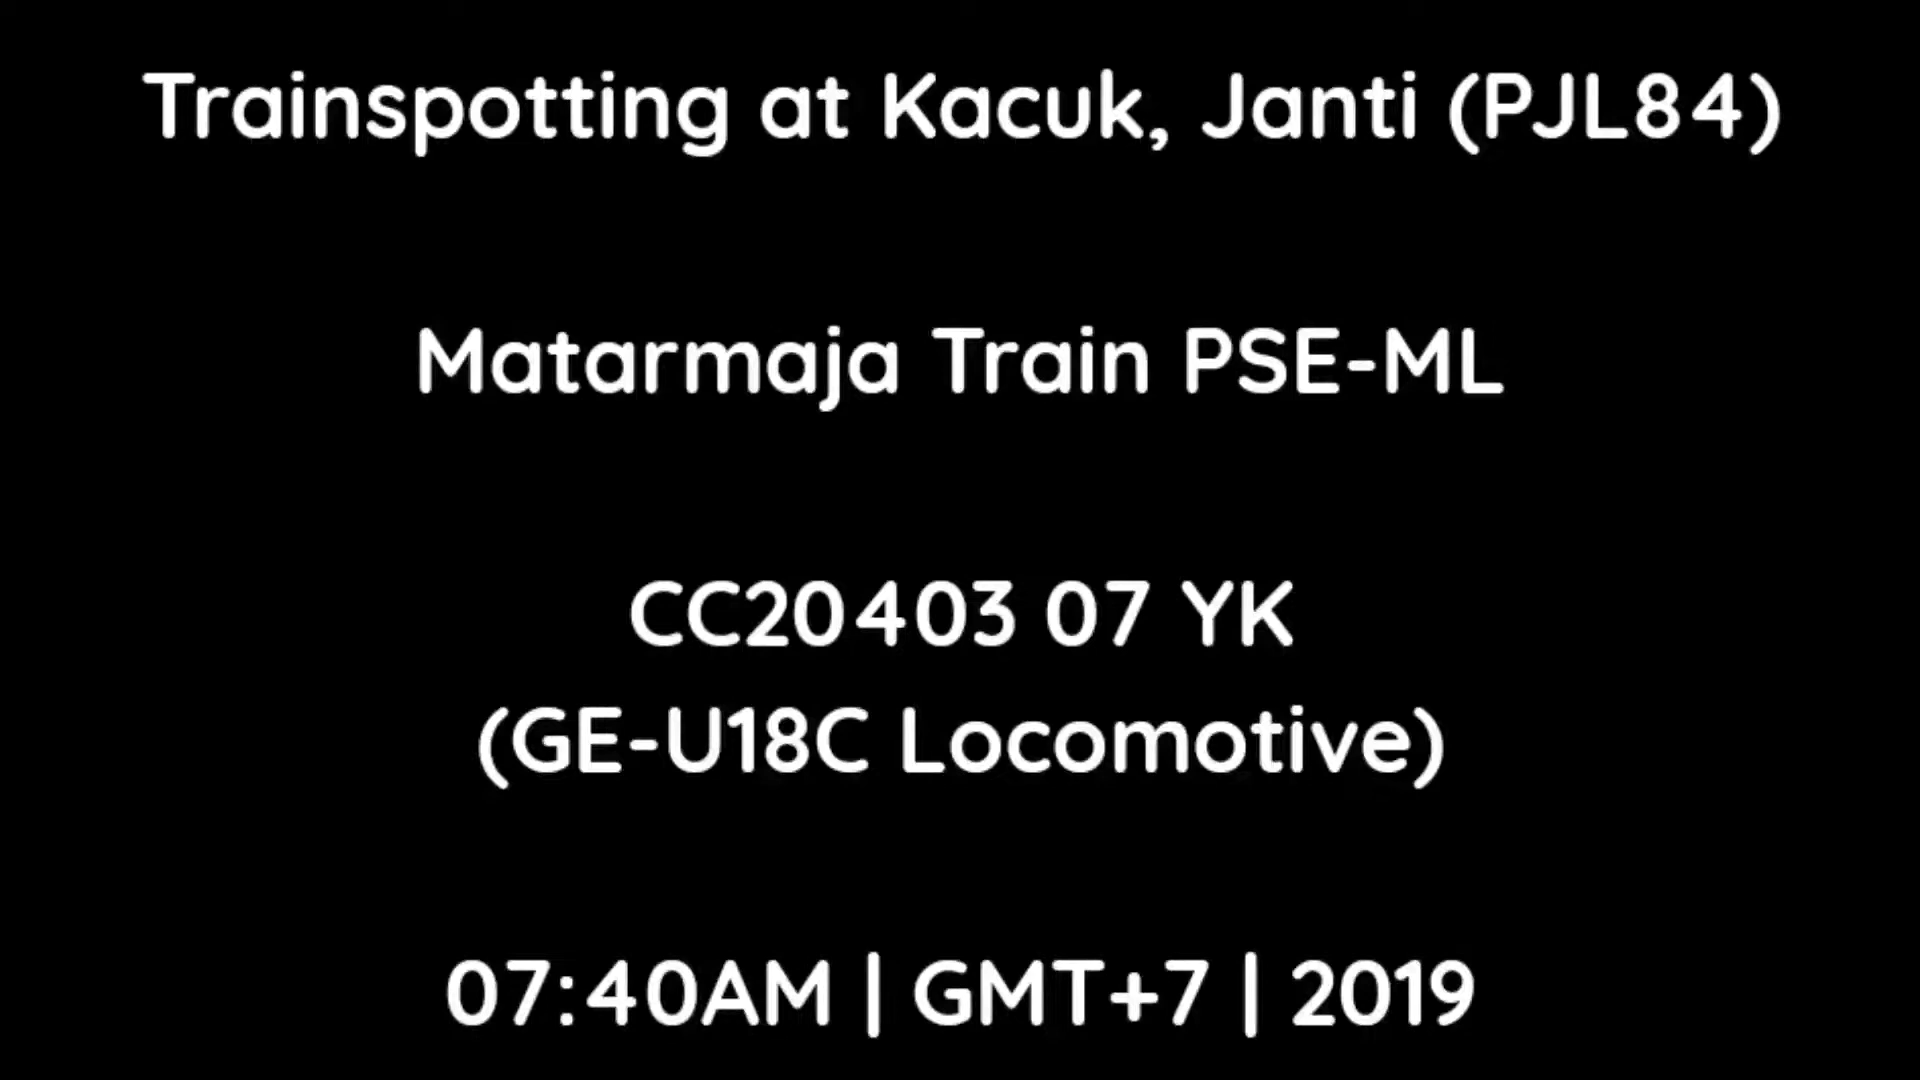 Trainspotting at Kacuk, Janti (PJL84)
Matarmaja Train PSE-ML
CC20403 07 YK
(GE-U18C Locomotive)
07:40AM | GMT+7 | 2019